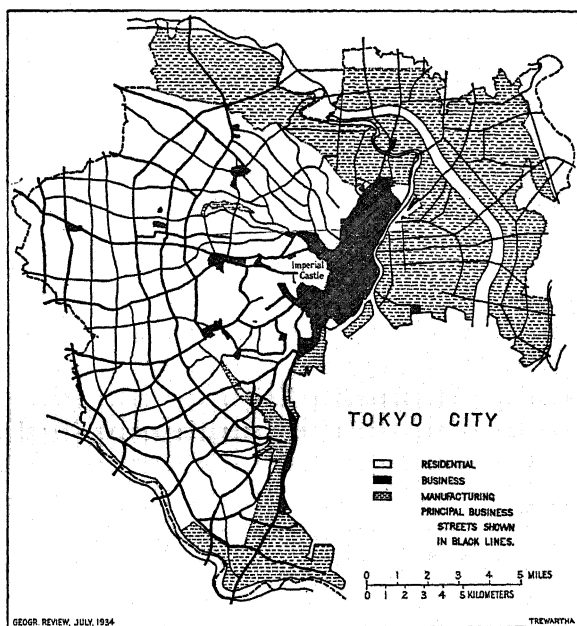 Imperial
Castle
TOKYO CITY
RESIDENTIAL
BUSINESS
MANUFACTURING
PRINCIPAL BUSINESS
STREETS SHOWN
IN BLACK LINES.
0 1 2 3 4 5 MILES
0 1 2 3 4 5 KILOMETERS
GEOGR. REVIEW, JULY, 1934
TREWARTHA